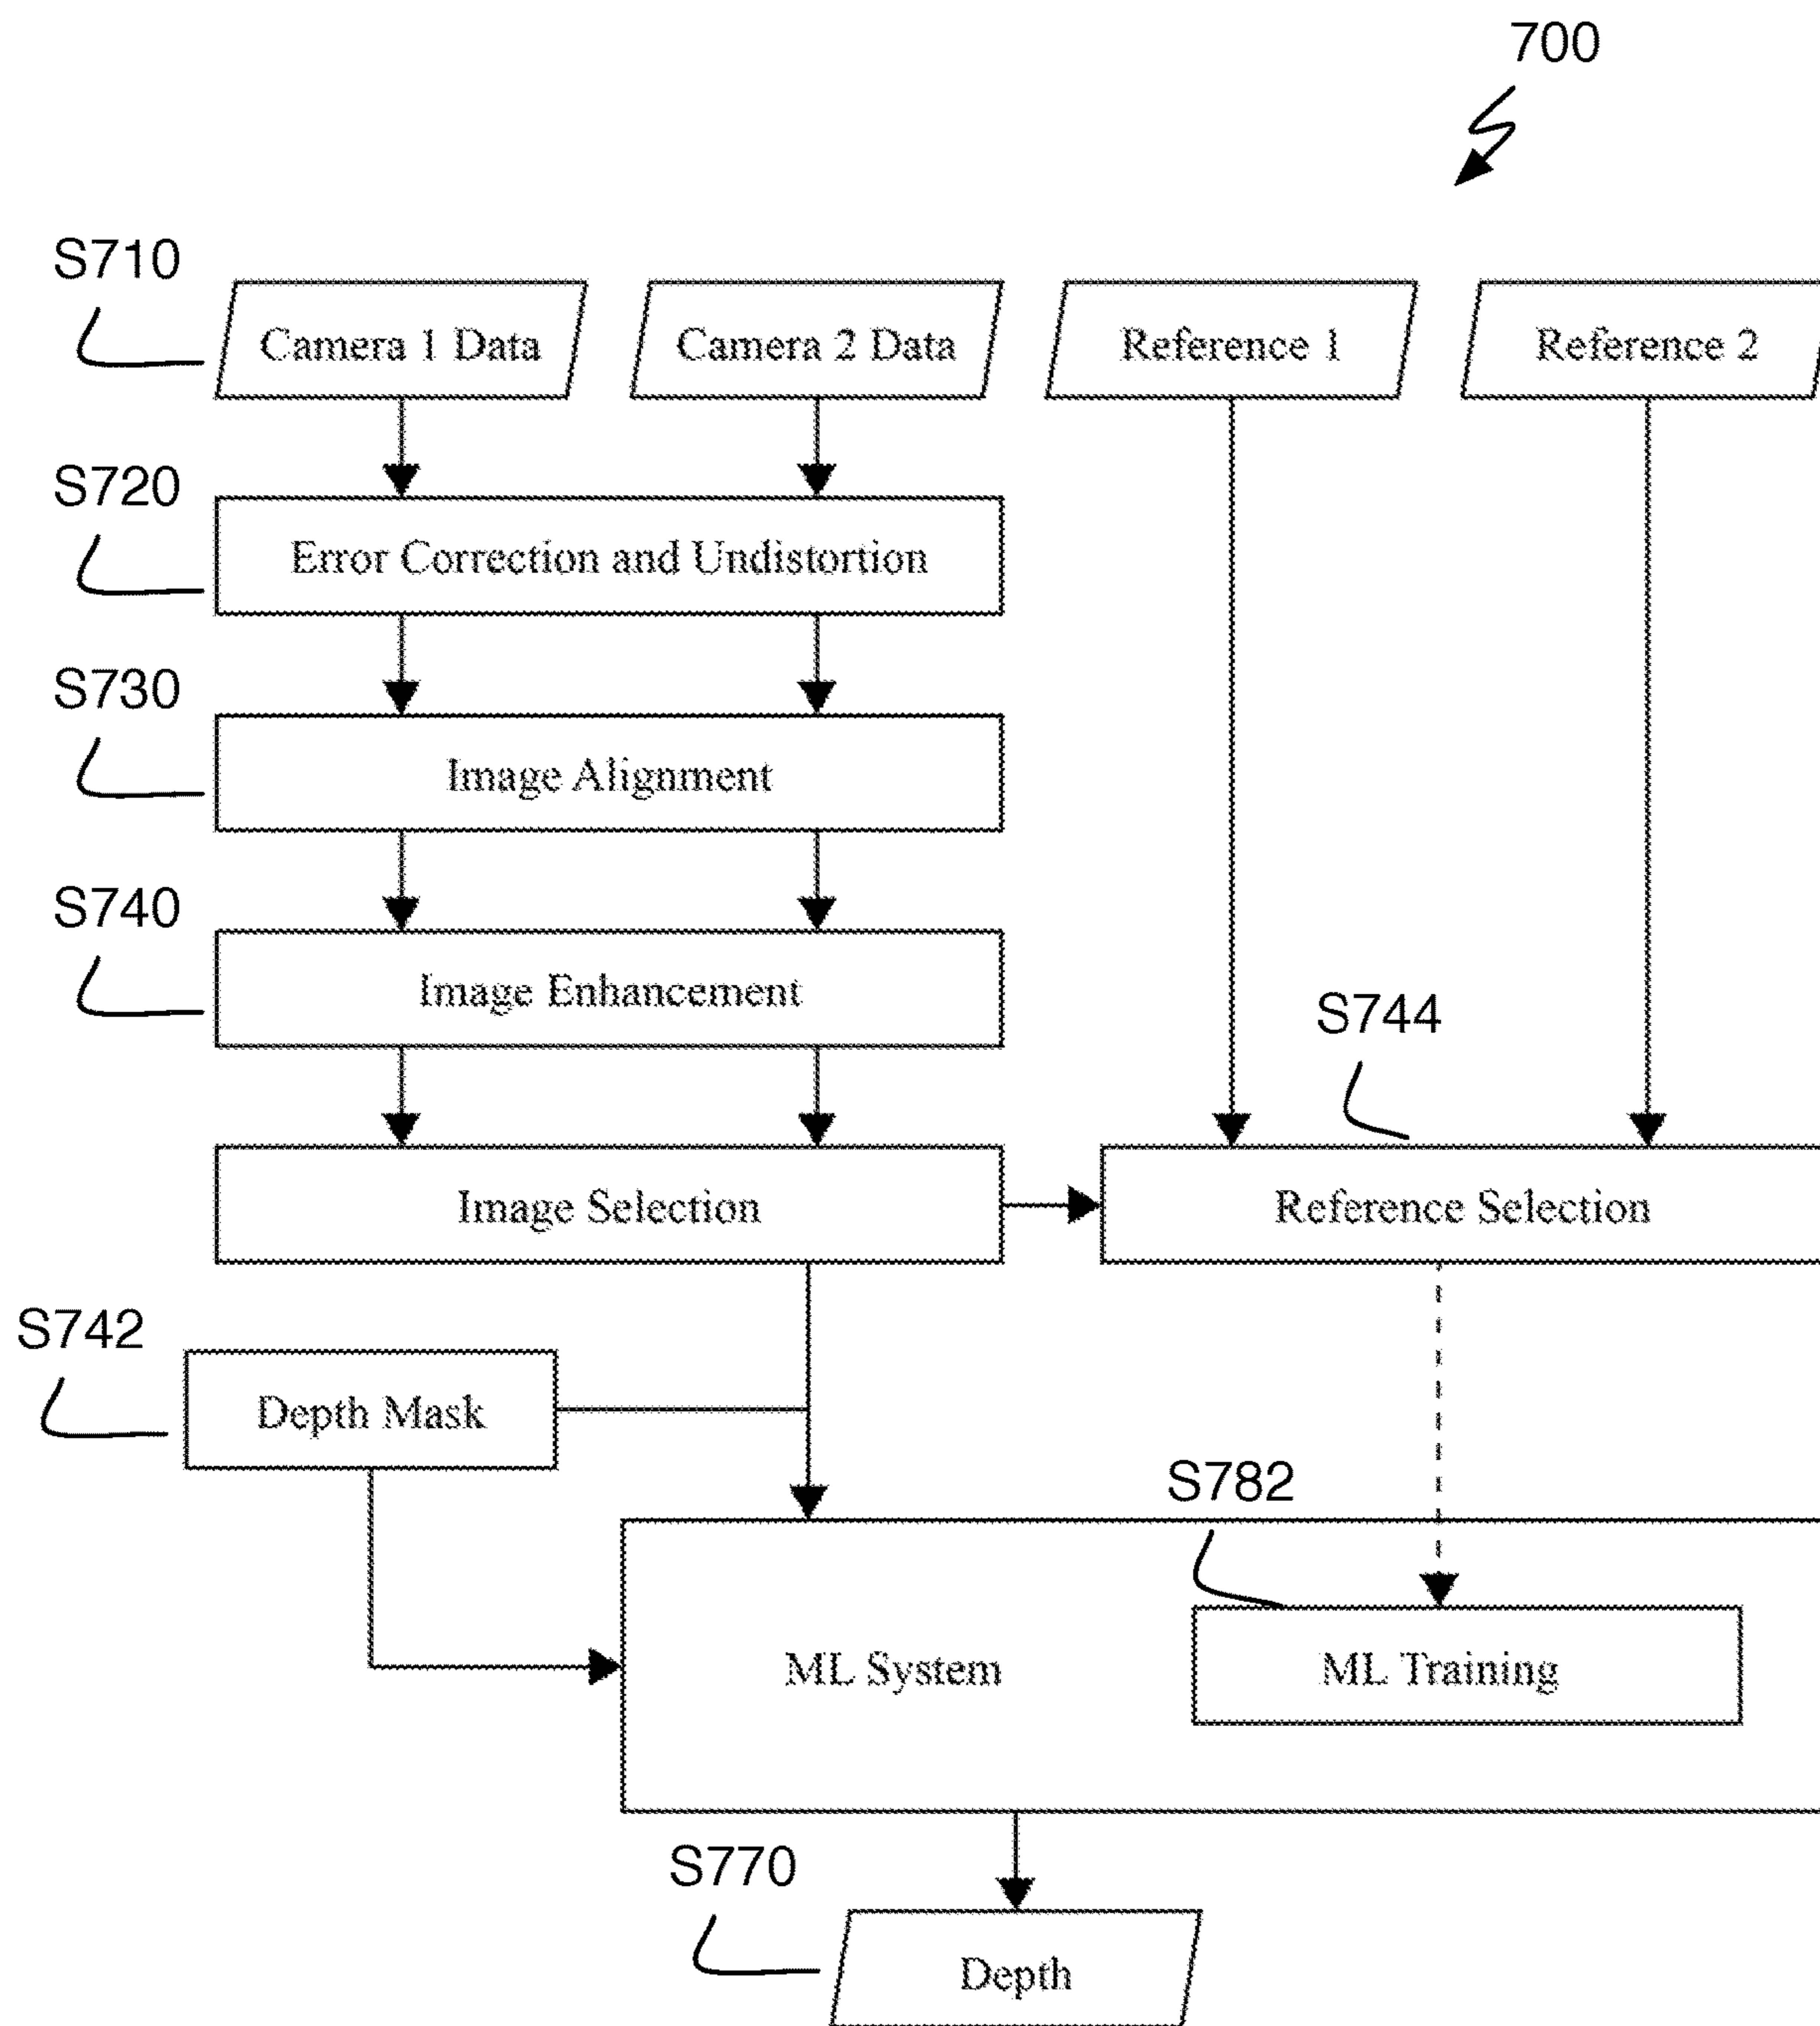 700
S710
Camera 1 Data
Camera 2 Data
Reference 1
Reference 2
S720
Error Correction and Undistortion
S730
Image Alignment
S740
Image Enhancement
S744
Image Selection
Reference Selection
S742
Depth Mask
S782
ML System
ML Training
S770
Depth